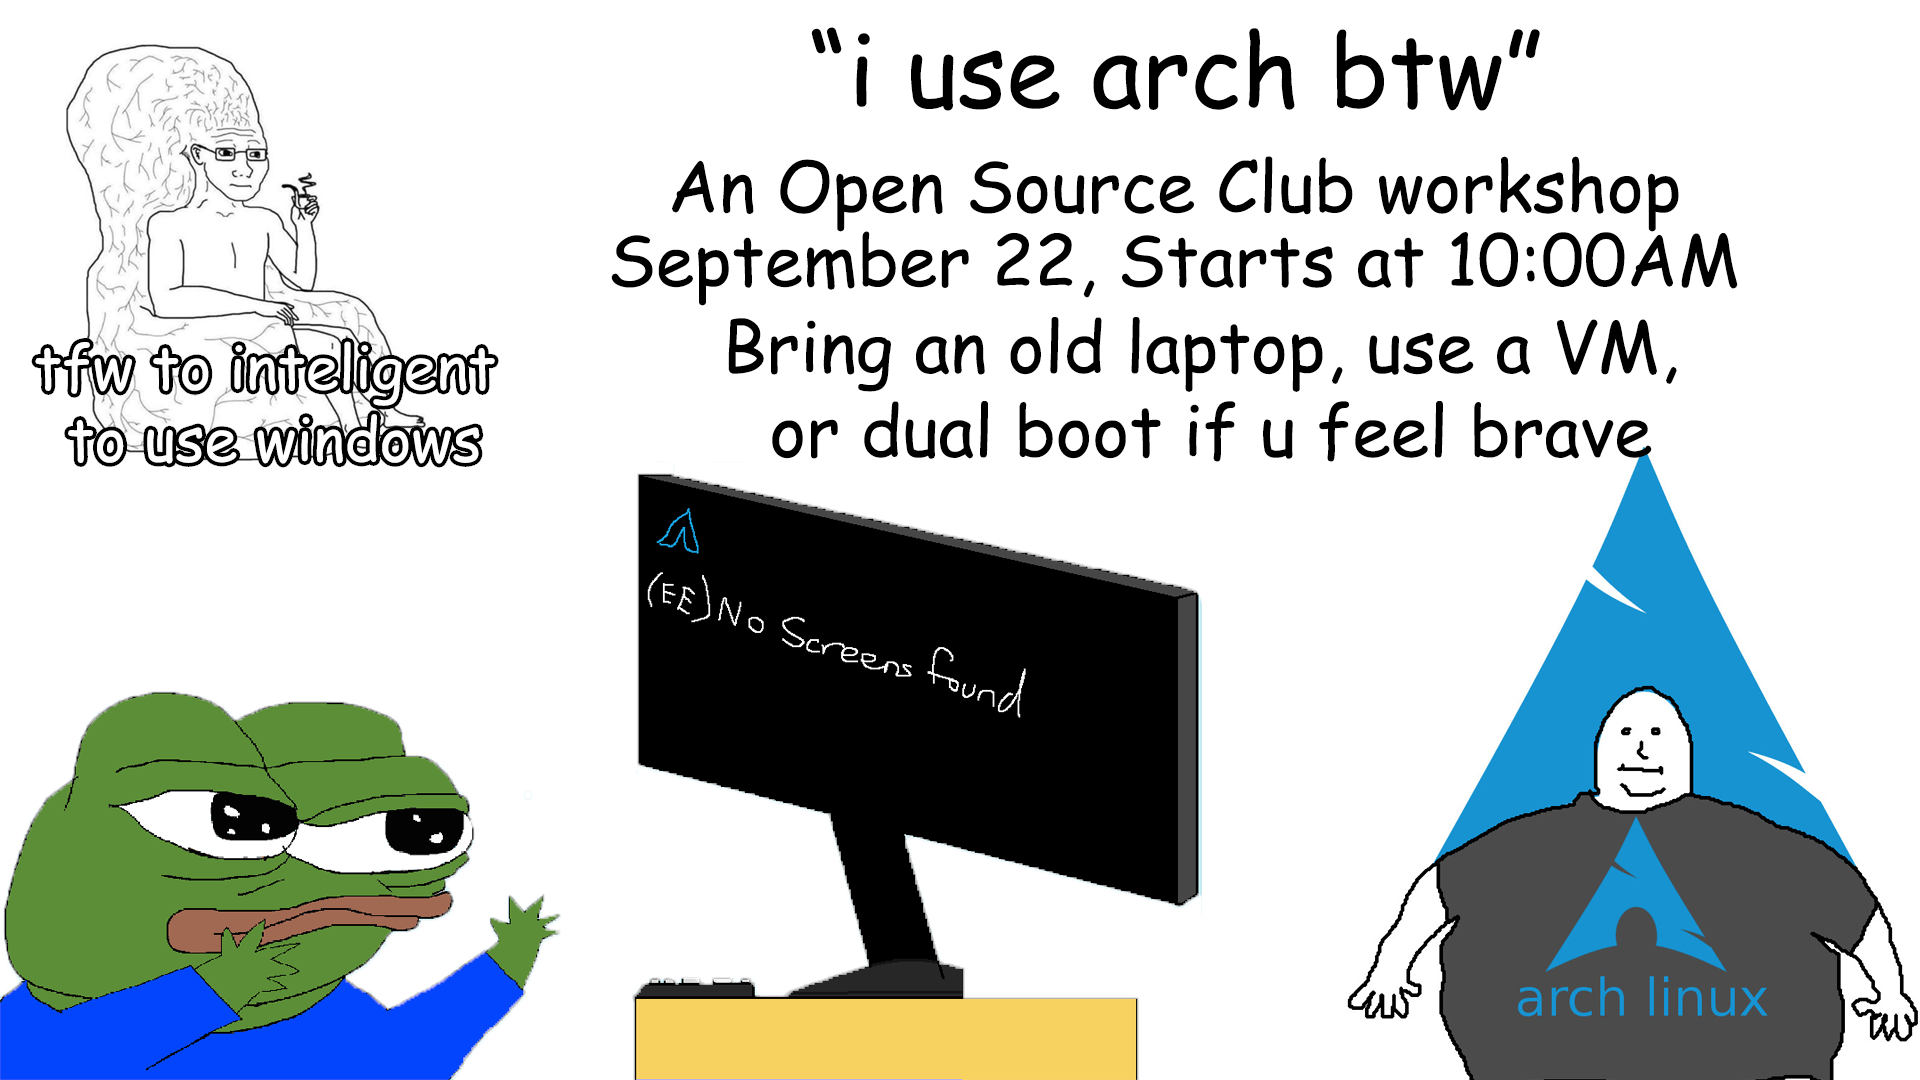 “i use arch btw”
An Open Source Club workshop
September 22, Starts at 10:00AM
Bring an old laptop, use a VM,
or dual boot if u feel brave
tfw to inteligent
to use windows
(EE) No Screens found
arch linux